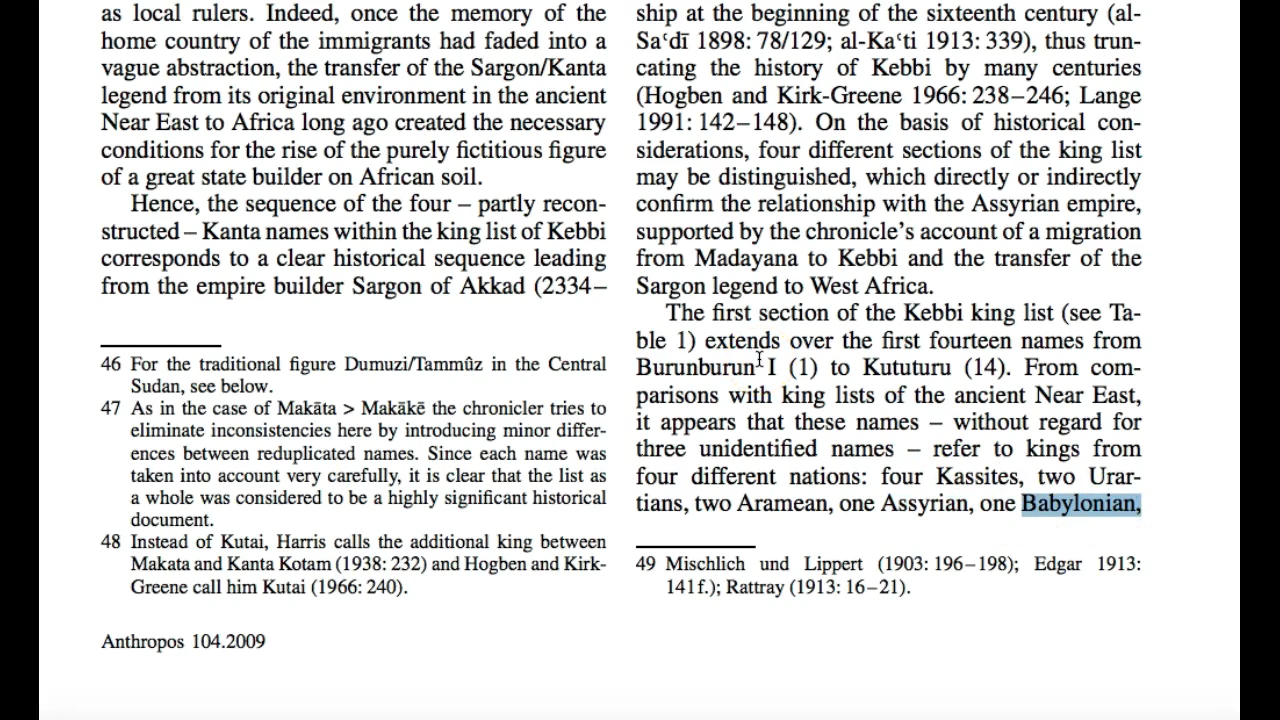 as local rulers. Indeed, once the memory of the
home country of the immigrants had faded into a
vague abstraction, the transfer of the Sargon/Kanta
legend from its original environment in the ancient
Near East to Africa long ago created the necessary
conditions for the rise of the purely fictitious figure
of a great state builder on African soil.
Hence, the sequence of the four – partly recon-
structed – Kanta names within the king list of Kebbi
corresponds to a clear historical sequence leading
from the empire builder Sargon of Akkad (2334–
46 For the traditional figure Dumuzi/Tammûz in the Central
Sudan, see below.
47 As in the case of Makāta > Makākē the chronicler tries to
eliminate inconsistencies here by introducing minor differ-
ences between reduplicated names. Since each name was
taken into account very carefully, it is clear that the list as
a whole was considered to be a highly significant historical
document.
48 Instead of Kutai, Harris calls the additional king between
Makata and Kanta Kotam (1938: 232) and Hogben and Kirk-
Greene call him Kutai (1966: 240).
Anthropos 104.2009
ship at the beginning of the sixteenth century (al-
Saʿdī 1898: 78/129; al-Kaʿti 1913: 339), thus trun-
cating the history of Kebbi by many centuries
(Hogben and Kirk-Greene 1966: 238–246; Lange
1991: 142–148). On the basis of historical con-
siderations, four different sections of the king list
may be distinguished, which directly or indirectly
confirm the relationship with the Assyrian empire,
supported by the chronicle's account of a migration
from Madayana to Kebbi and the transfer of the
Sargon legend to West Africa.
The first section of the Kebbi king list (see Ta-
ble 1) extends over the first fourteen names from
Burunburun I (1) to Kututuru (14). From com-
parisons with king lists of the ancient Near East,
it appears that these names – without regard for
three unidentified names – refer to kings from
four different nations: four Kassites, two Urar-
tians, two Aramean, one Assyrian, one Babylonian,
49 Mischlich und Lippert (1903: 196–198); Edgar 1913:
141f.); Rattray (1913: 16–21).